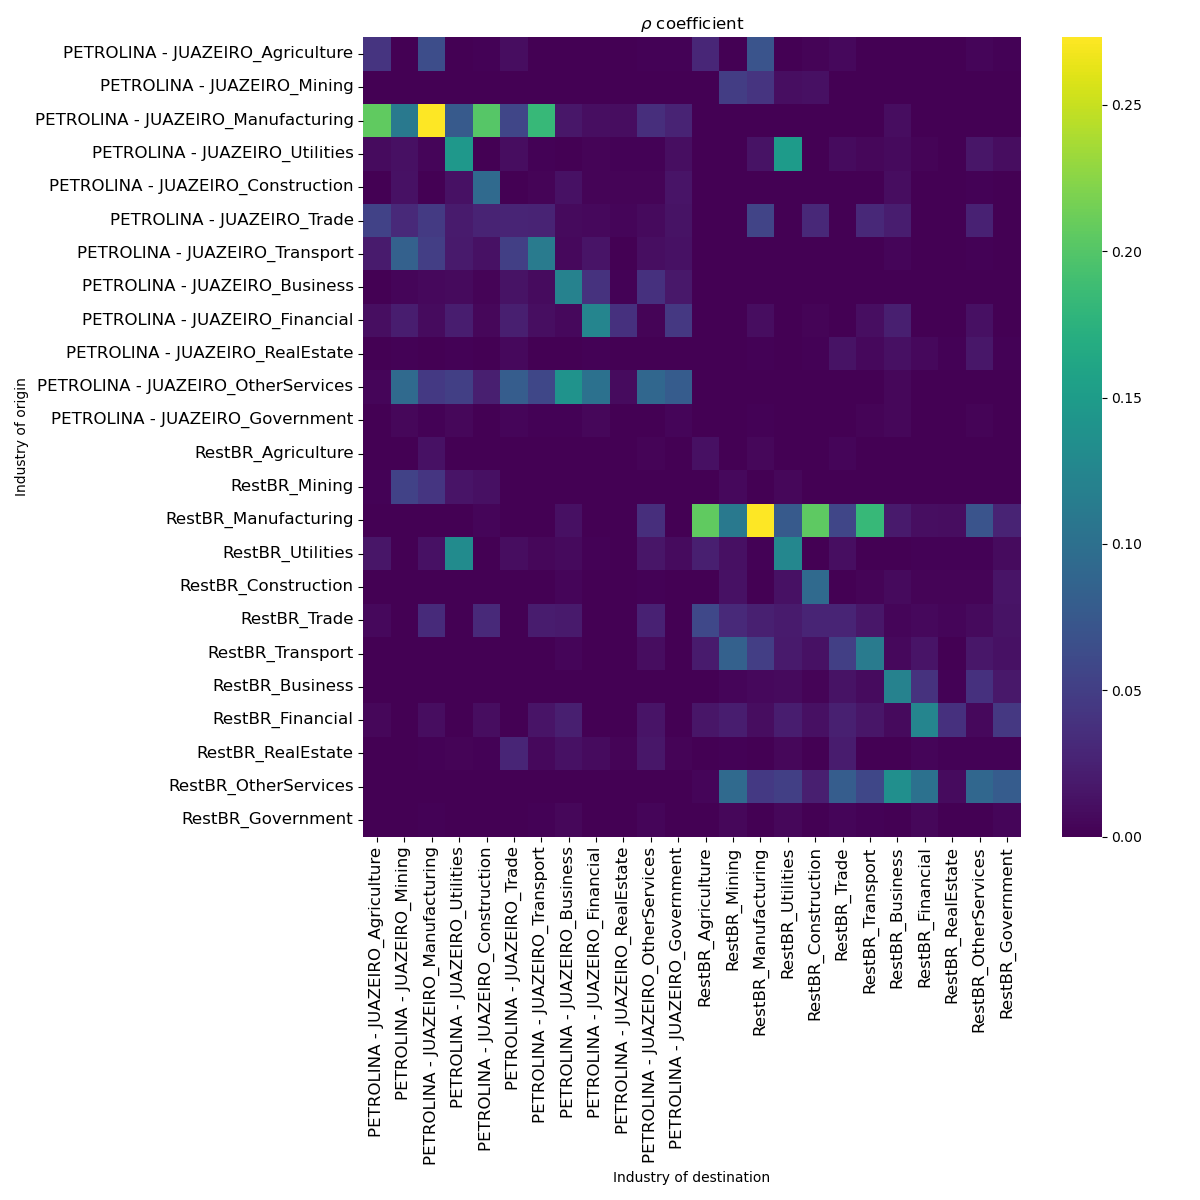 ρ coefficient
PETROLINA - JUAZEIRO_Agriculture
PETROLINA - JUAZEIRO_Mining
PETROLINA - JUAZEIRO_Manufacturing
PETROLINA - JUAZEIRO_Utilities
PETROLINA - JUAZEIRO_Construction
PETROLINA - JUAZEIRO_Trade
PETROLINA - JUAZEIRO_Transport
PETROLINA - JUAZEIRO_Business
PETROLINA - JUAZEIRO_Financial
PETROLINA - JUAZEIRO_RealEstate
PETROLINA - JUAZEIRO_OtherServices
PETROLINA - JUAZEIRO_Government
RestBR_Agriculture
RestBR_Mining
RestBR_Manufacturing
RestBR_Utilities
RestBR_Construction
RestBR_Trade
RestBR_Transport
RestBR_Business
RestBR_Financial
RestBR_RealEstate
RestBR_OtherServices
RestBR_Government
Industry of origin
0.25
0.20
0.15
0.10
0.05
0.00
PETROLINA - JUAZEIRO_Agriculture
PETROLINA - JUAZEIRO_Mining
PETROLINA - JUAZEIRO_Manufacturing
PETROLINA - JUAZEIRO_Utilities
PETROLINA - JUAZEIRO_Construction
PETROLINA - JUAZEIRO_Trade
PETROLINA - JUAZEIRO_Transport
PETROLINA - JUAZEIRO_Business
PETROLINA - JUAZEIRO_Financial
PETROLINA - JUAZEIRO_RealEstate
PETROLINA - JUAZEIRO_OtherServices
PETROLINA - JUAZEIRO_Government
RestBR_Agriculture
RestBR_Mining
RestBR_Manufacturing
RestBR_Utilities
RestBR_Construction
RestBR_Trade
RestBR_Transport
RestBR_Business
RestBR_Financial
RestBR_RealEstate
RestBR_OtherServices
RestBR_Government
Industry of destination